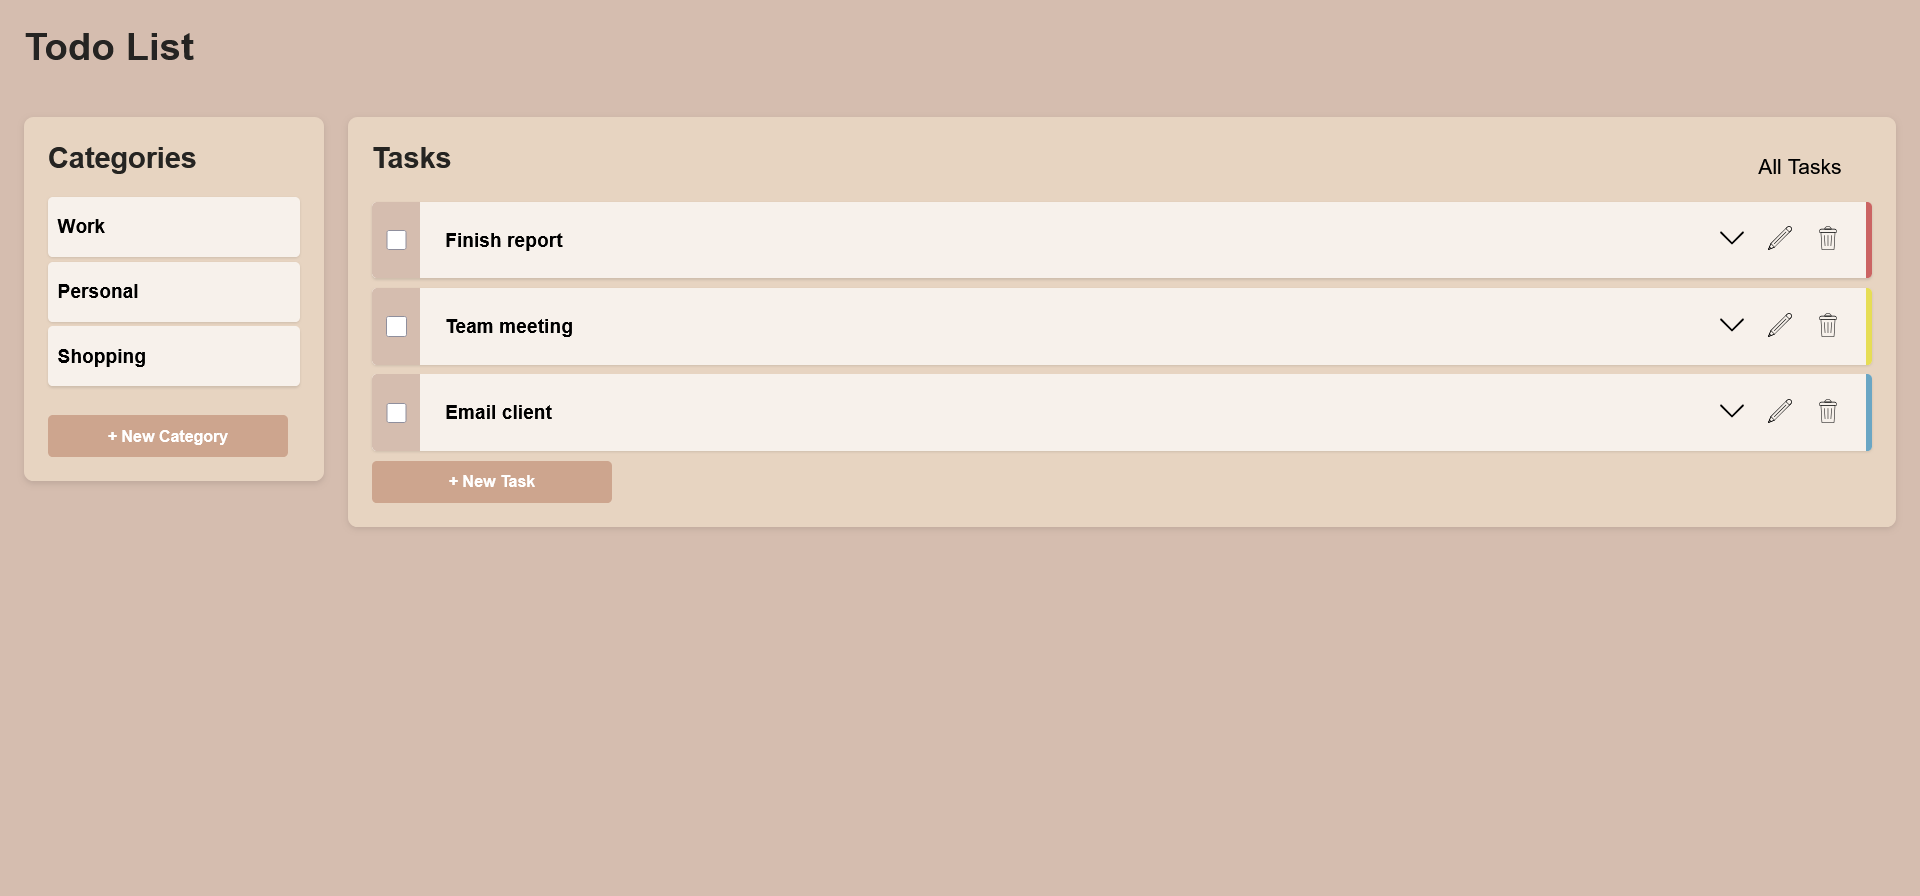 Todo List
Categories
Work
Personal
Shopping
+ New Category
Tasks
All Tasks
Finish report
Team meeting
Email client
+ New Task